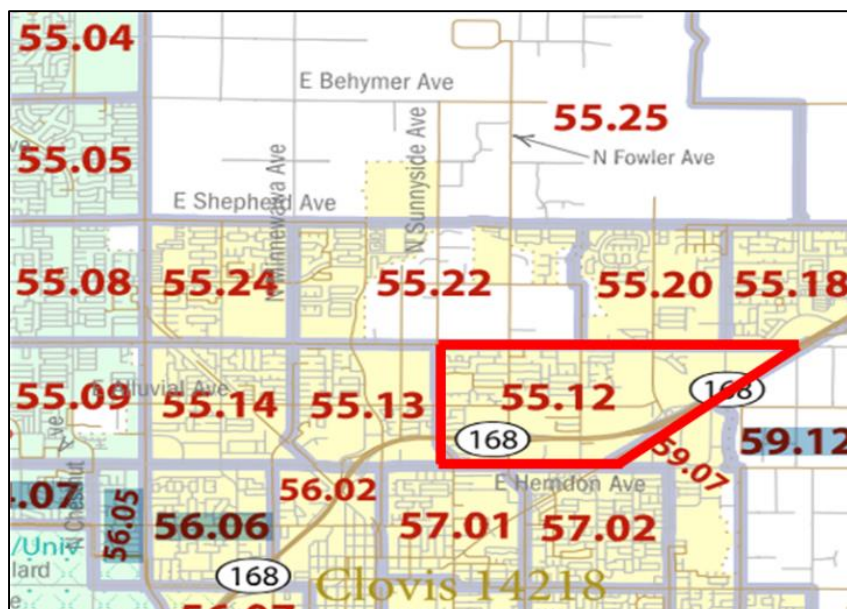 55.04
E Behymer Ave
55.25
N Sunnyside Ave
N Fowler Ave
55.05
N Minnewawa Ave
E Shepherd Ave
55.08
55.24
55.22
55.20
55.18
55.09
E Alluvial Ave
55.14
55.13
55.12
168
168
59.12
59.07
N Chestnut Ave
56.05
56.02
E Herndon Ave
.07
56.06
57.01
57.02
/Univ
168
Clovis 14218
56.07